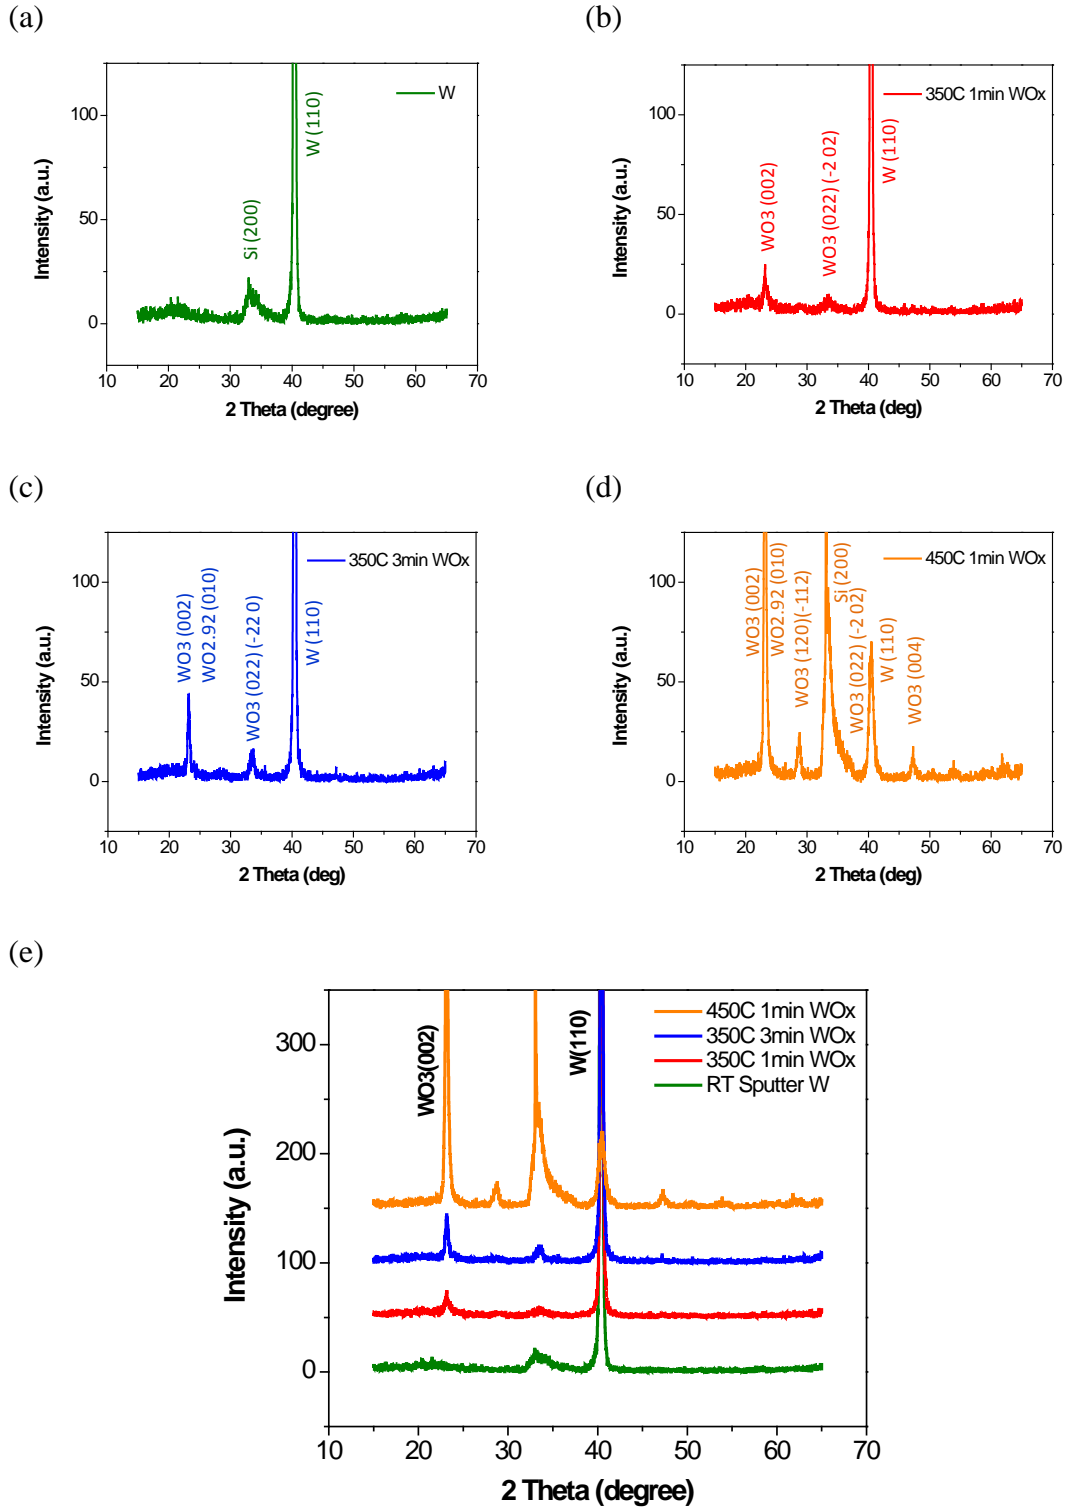 (a)
(b)
W
W (110)
Si (200)
100
50
0
Intensity (a.u.)
10 20 30 40 50 60 70
2 Theta (degree)
350C 1min WOx
W (110)
WO3 (002)
WO3 (022) (-2 02)
100
50
0
Intensity (a.u.)
10 20 30 40 50 60 70
2 Theta (deg)
(c)
(d)
350C 3min WOx
WO3 (002)
WO2.92 (010)
WO3 (022) (-22 0)
W (110)
100
50
0
Intensity (a.u.)
10 20 30 40 50 60 70
2 Theta (deg)
450C 1min WOx
WO3 (002)
WO2.92 (010)
WO3 (120) (-112)
Si (200)
WO3 (022) (-2 02)
W (110)
WO3 (004)
100
50
0
Intensity (a.u.)
10 20 30 40 50 60 70
2 Theta (deg)
(e)
WO3(002)
W(110)
450C 1min WOx
350C 3min WOx
350C 1min WOx
RT Sputter W
300
200
100
0
Intensity (a.u.)
10 20 30 40 50 60 70
2 Theta (degree)